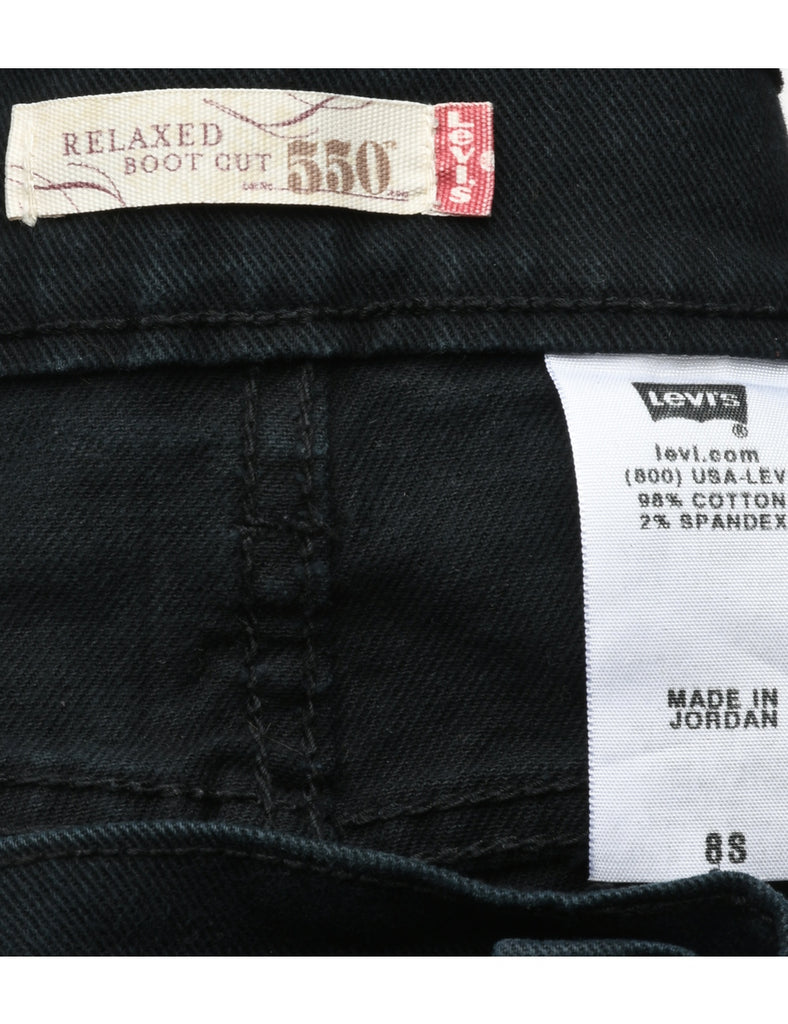 RELAXED
BOOT CUT
550
Levi's
Levi's
®
levi.com
(800) USA-LEV
98% COTTON
2% SPANDEX
MADE IN
JORDAN
8S